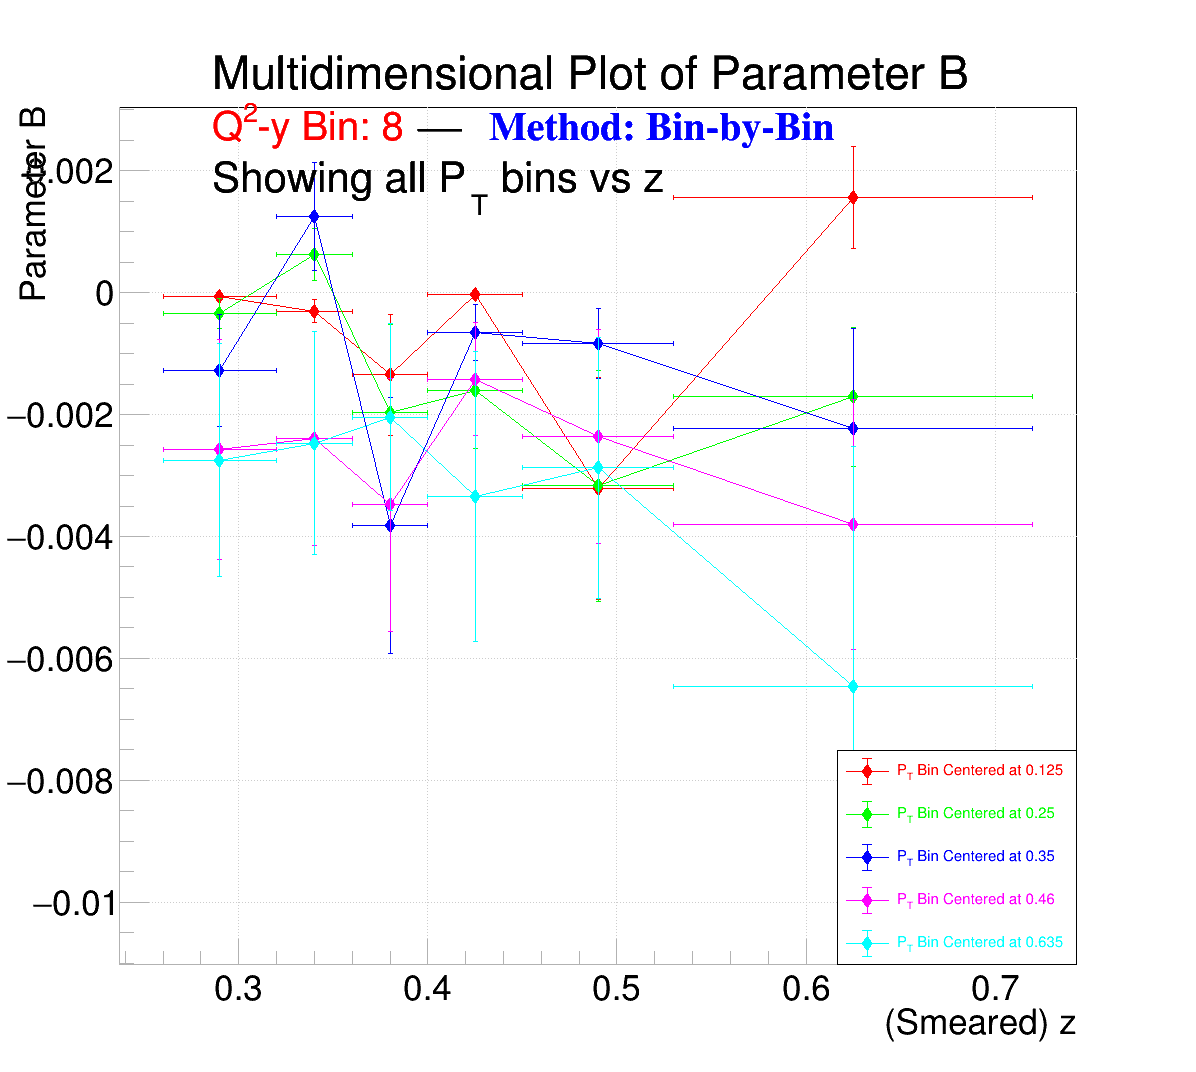 Multidimensional Plot of Parameter B
Q2-y Bin: 8 — Method: Bin-by-Bin
Showing all PT bins vs z
Parameter B
0.002
0
−0.002
−0.004
−0.006
−0.008
−0.01
PT Bin Centered at 0.125
PT Bin Centered at 0.25
PT Bin Centered at 0.35
PT Bin Centered at 0.46
PT Bin Centered at 0.635
0.3 0.4 0.5 0.6 0.7
(Smeared) z